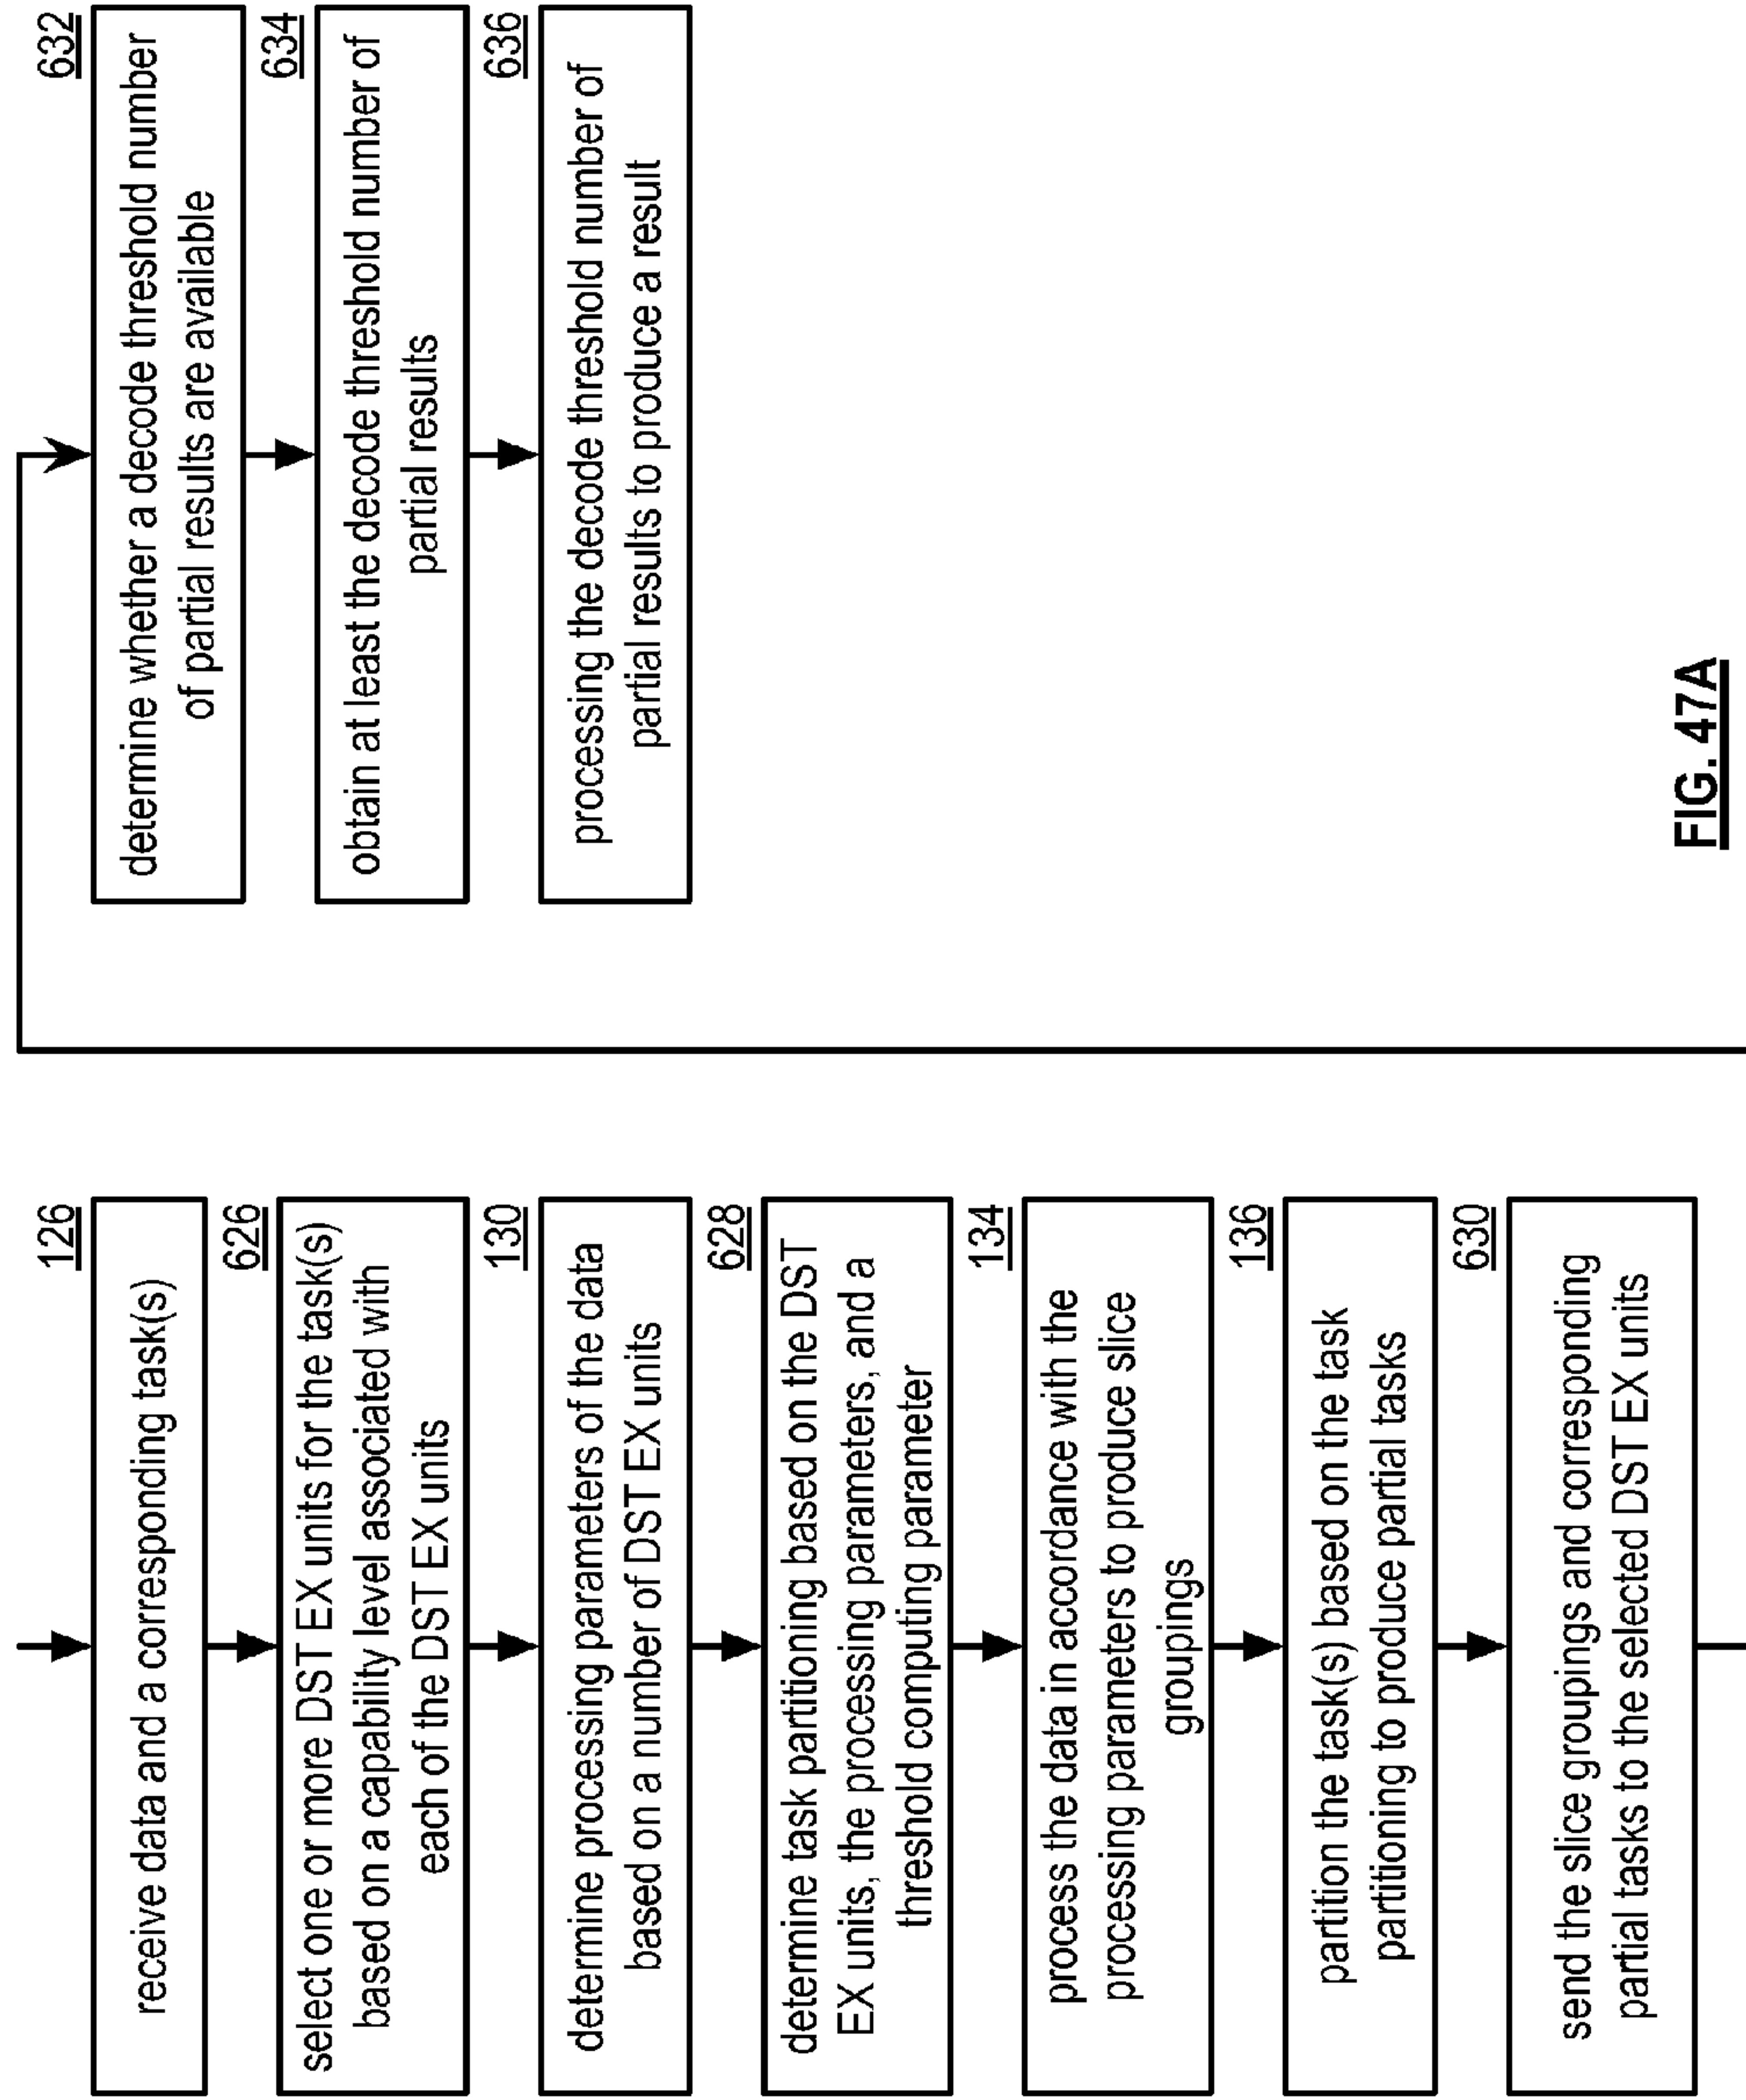 126
receive data and a corresponding task(s)
626
select one or more DST EX units for the task(s)
based on a capability level associated with
each of the DST EX units
130
determine processing parameters of the data
based on a number of DST EX units
628
determine task partitioning based on the DST
EX units, the processing parameters, and a
threshold computing parameter
134
process the data in accordance with the
processing parameters to produce slice
groupings
136
partition the task(s) based on the task
partitioning to produce partial tasks
630
send the slice groupings and corresponding
partial tasks to the selected DST EX units
632
determine whether a decode threshold number
of partial results are available
634
obtain at least the decode threshold number of
partial results
636
processing the decode threshold number of
partial results to produce a result
FIG. 47A